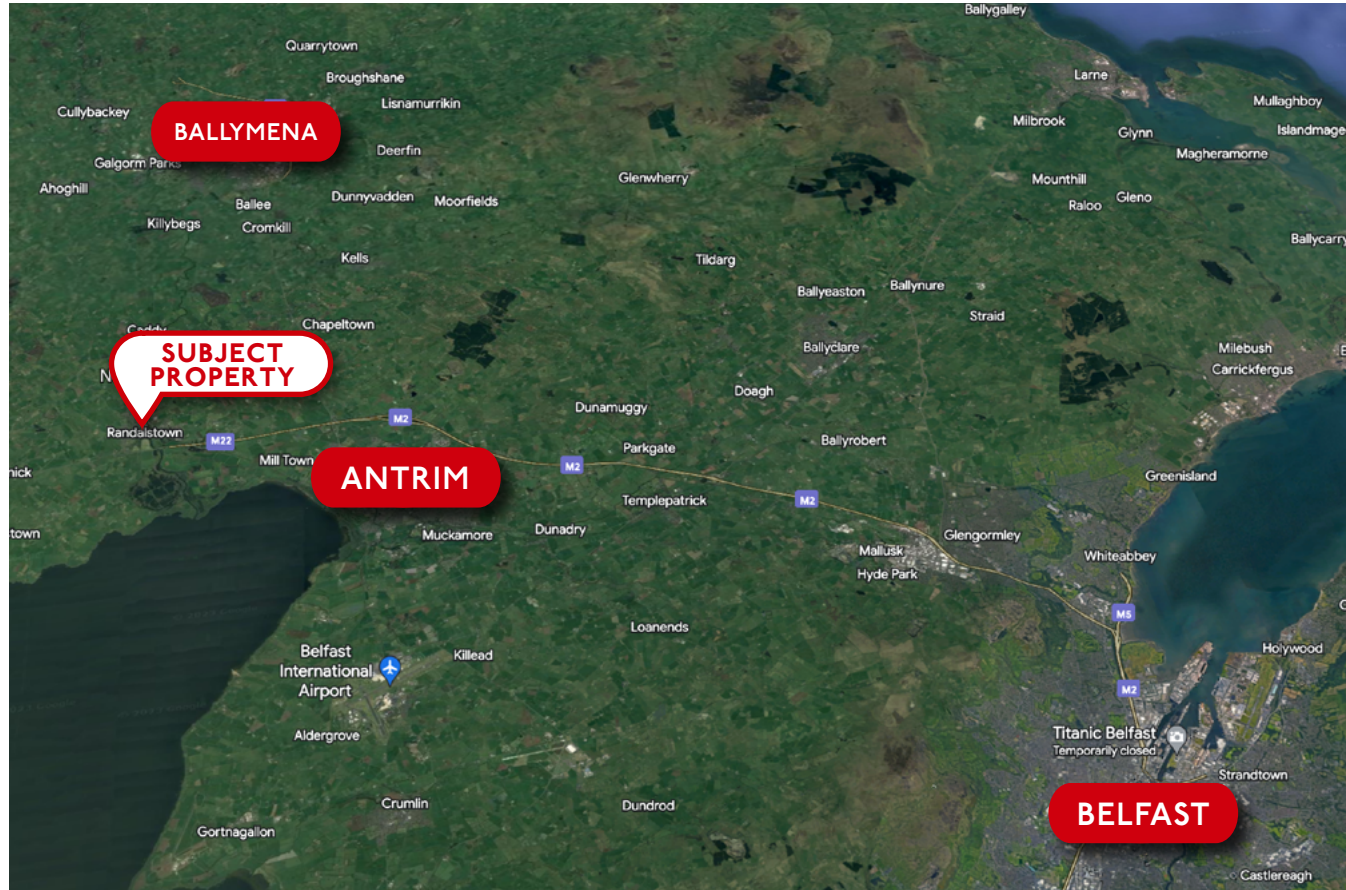 Ballygalley
Quarrytown
Broughshane
Larne
Lisnamurrikin
Mullaghboy
Cullybackey
BALLYMENA
Milbrook
Glynn
Islandmage
Deerfin
Magheramorne
Galgorm Parks
Glenwherry
Mounthill
Ahoghill
Dunnyvadden
Moorfields
Gleno
Raloo
Ballee
Killybegs
Cromkill
Ballycarry
Kells
Tildarg
Ballyeaston
Ballynure
Straid
Chapeltown
Caddy
SUBJECT
PROPERTY
Ballyclare
Milebush
Carrickfergus
E
N
Doagh
Dunamuggy
M2
Randalstown
M22
Ballyrobert
Parkgate
Mill Town
M2
nick
ANTRIM
Greenisland
Templepatrick
M2
town
Muckamore
Dunadry
Glengormley
Mallusk
Whiteabbey
Hyde Park
M5
Loanends
Belfast
International
Airport
Killead
Holywood
M2
Aldergrove
Titanic Belfast
Temporarily closed
Strandtown
Crumlin
Dundrod
BELFAST
Gortnagallon
Castlereagh